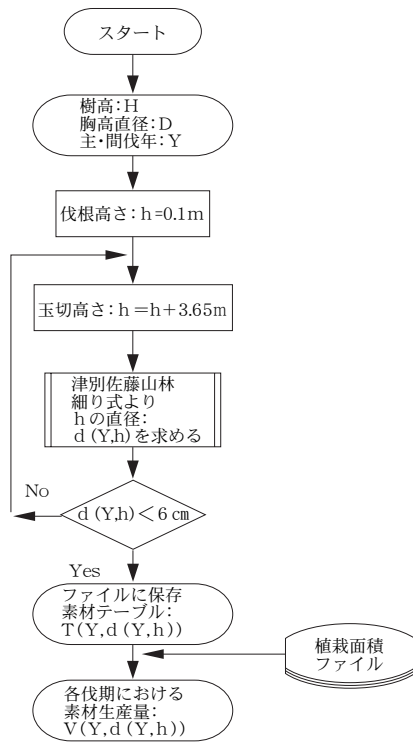 スタート
樹高:H
胸高直径:D
主・間伐年:Y
伐根高さ:h=0.1m
玉切高さ:h=h+3.65m
津別佐藤山林
細り式より
hの直径:
d(Y,h)を求める
No
d(Y,h)<6㎝
Yes
ファイルに保存
素材テーブル:
T(Y,d(Y,h))
植栽面積
ファイル
各伐期における
素材生産量:
V(Y,d(Y,h))